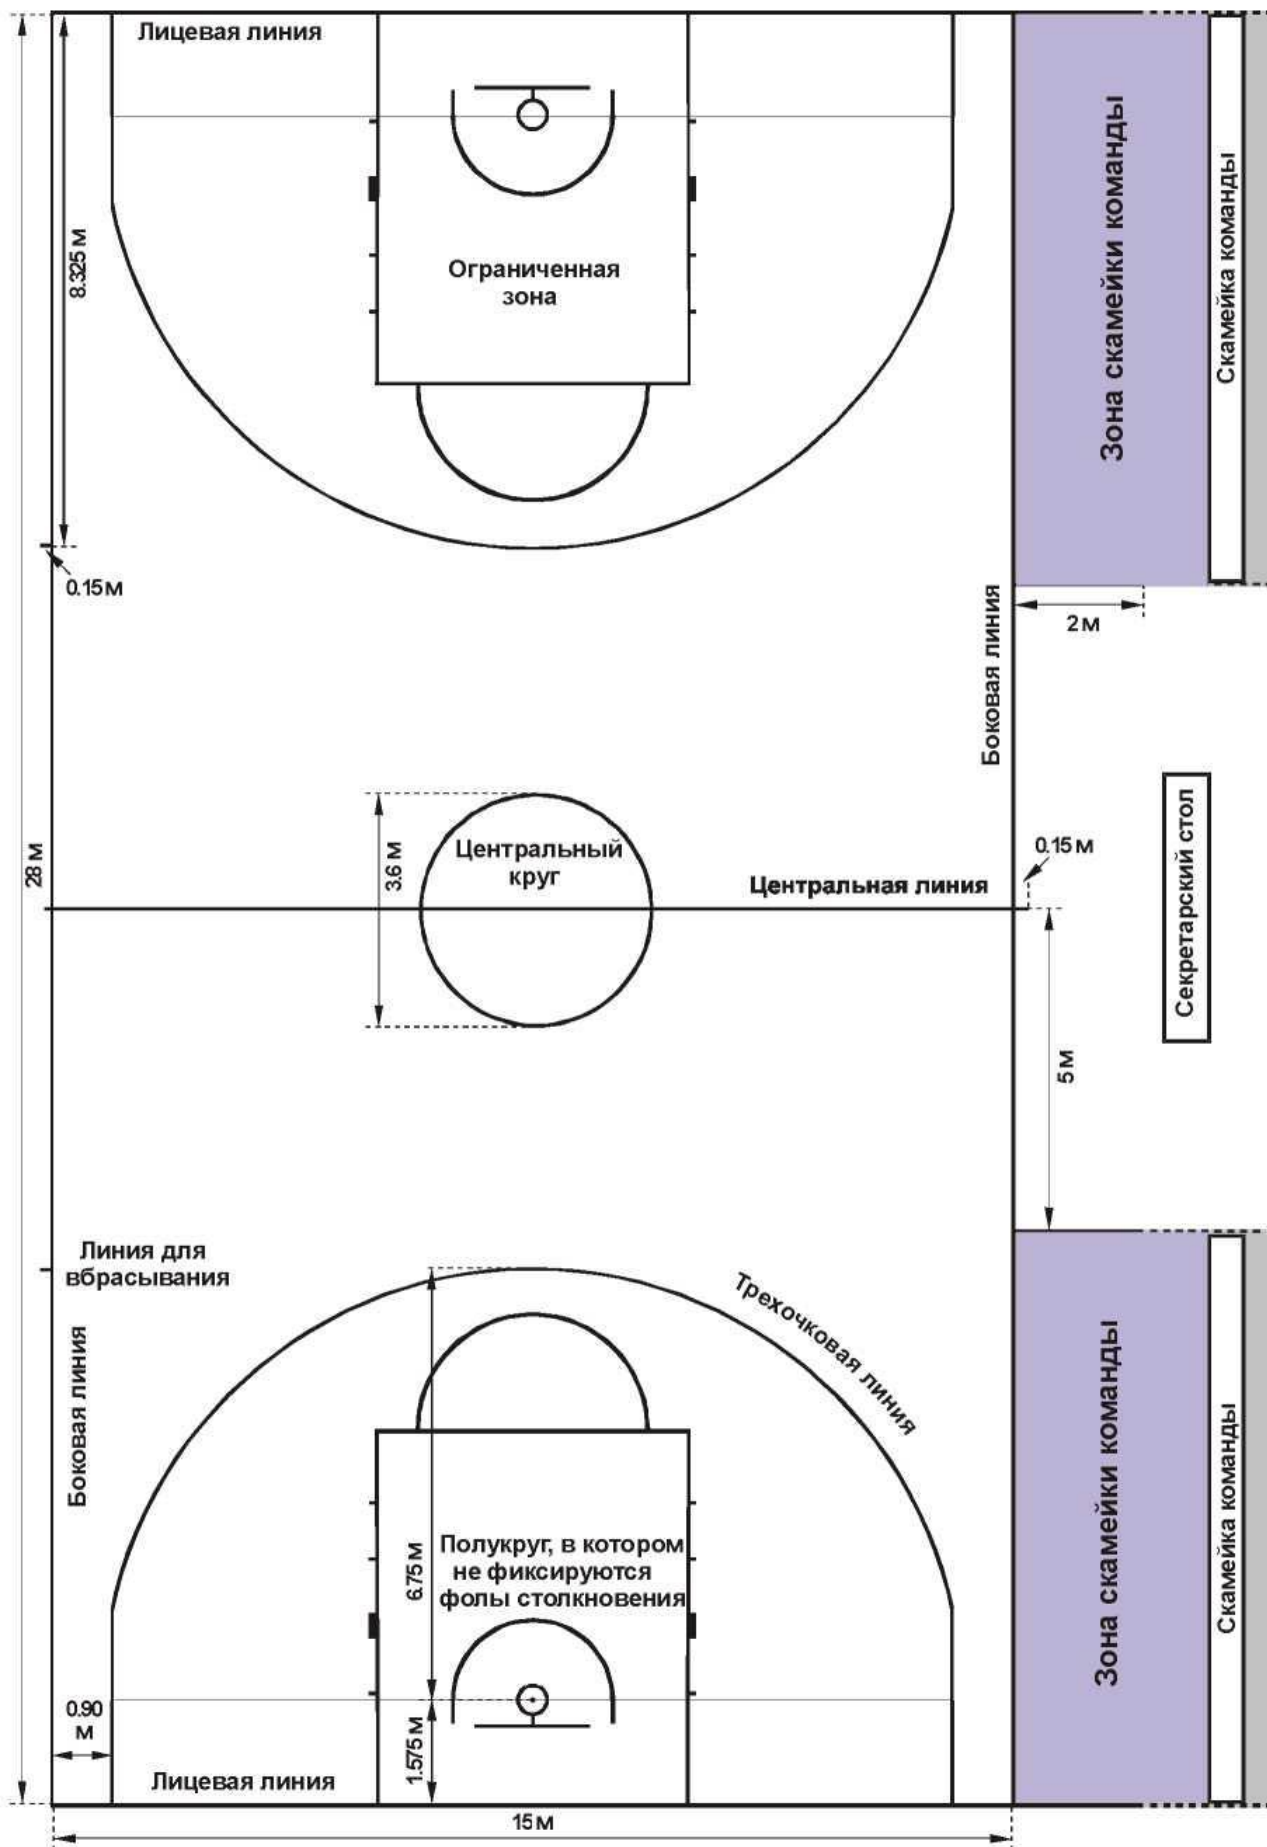 Лицевая линия
8.325 м
Ограниченная
зона
Зона скамейки команды
Скамейка команды
0.15 м
2 м
Боковая линия
28 м
3.6 м
Центральный
круг
Центральная линия
0.15 м
Секретарский стол
5 м
Линия для
вбрасывания
Трехочковая линия
Боковая линия
6.75 м
Полукруг, в котором
не фиксируются
фолы столкновения
Зона скамейки команды
Скамейка команды
0.90
м
1.575 м
Лицевая линия
15 м